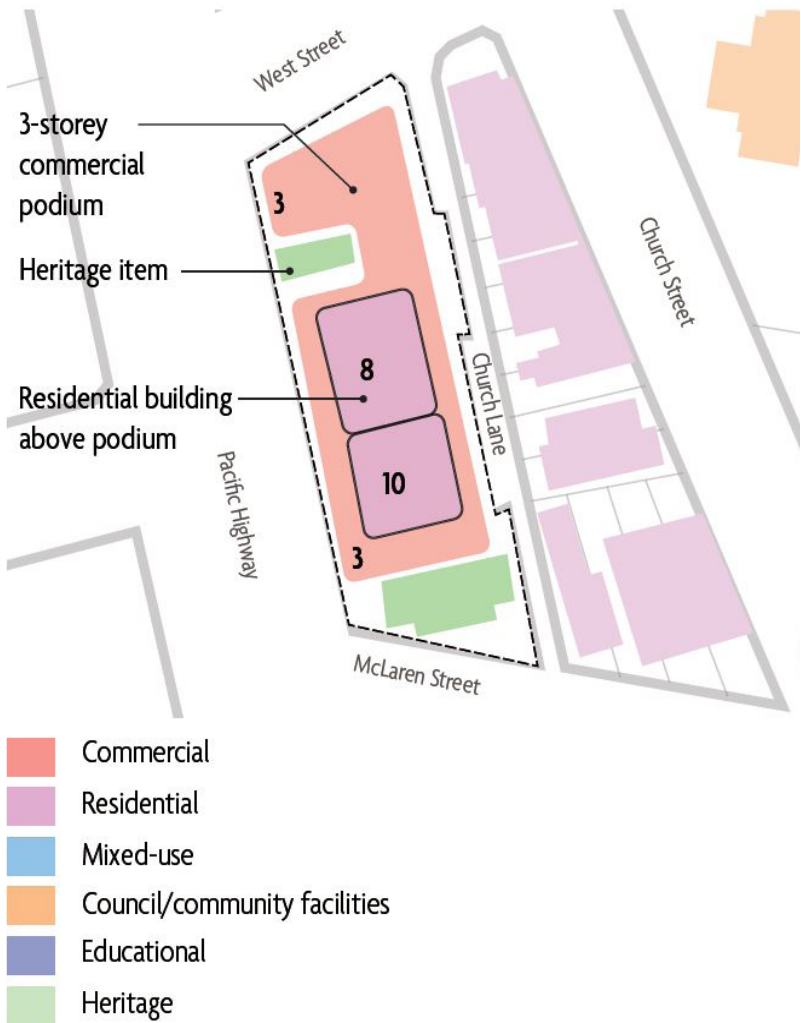 West Street
3-storey
commercial
podium
3
Heritage item
Church Street
8
Church Lane
Residential building
above podium
10
Pacific Highway
3
McLaren Street
Commercial
Residential
Mixed-use
Council/community facilities
Educational
Heritage